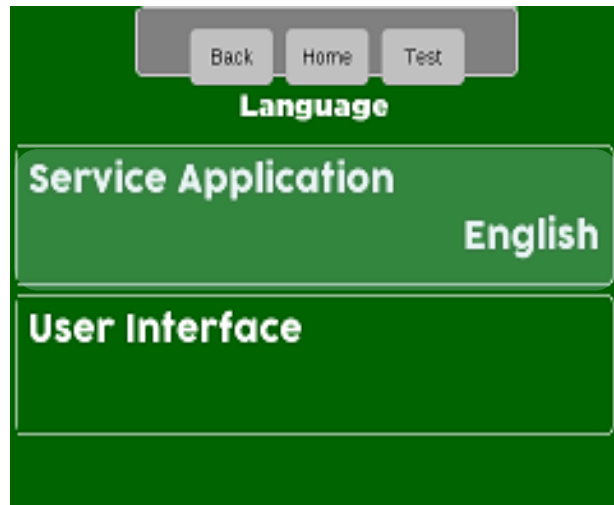 Back Home Test
Language
Service Application
English
User Interface